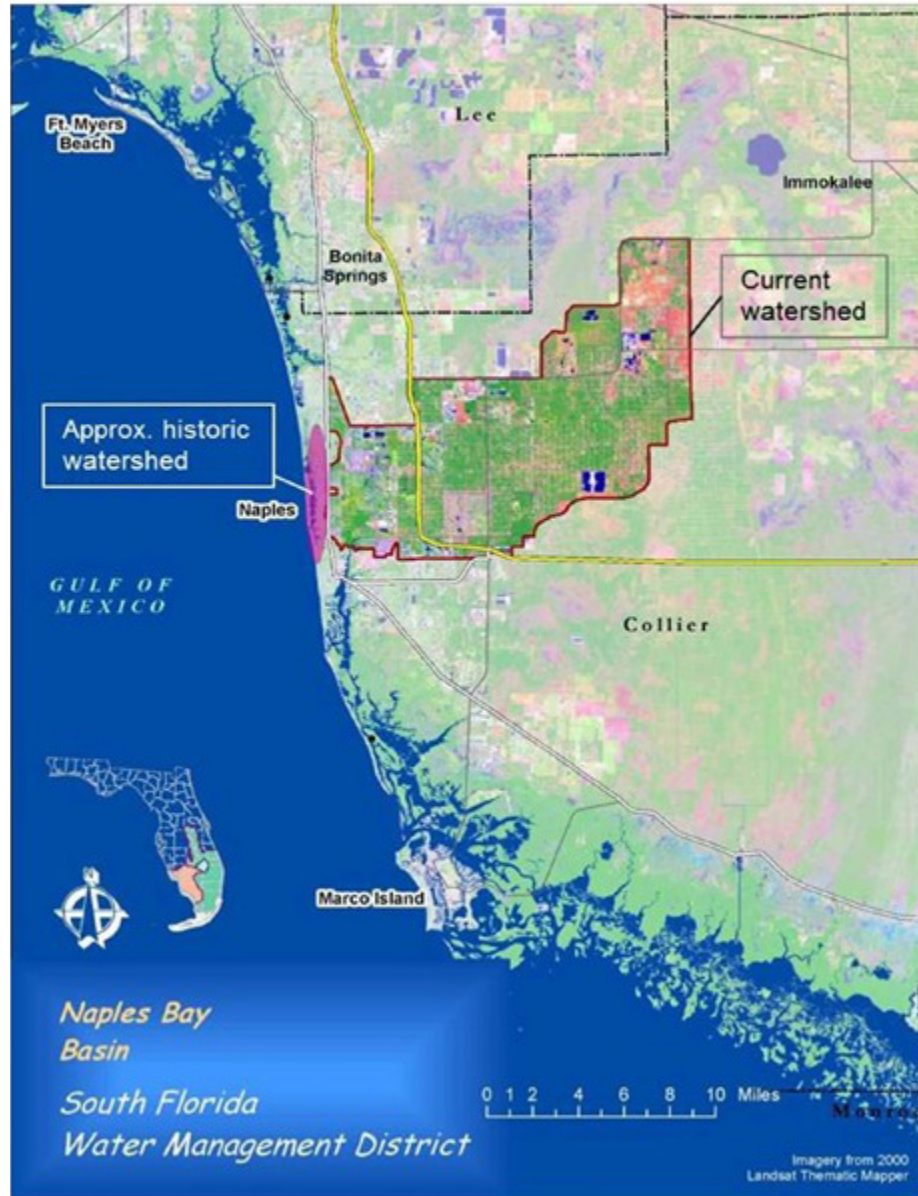 Lee
Ft. Myers
Beach
Immokalee
Bonita
Springs
Current
watershed
Approx. historic
watershed
Naples
GULF OF
MEXICO
Collier
Marco Island
Naples Bay
Basin
South Florida
Water Management District
0 1 2 4 6 8 10 Miles
Monro
Imagery from 2000
Landsat Thematic Mapper